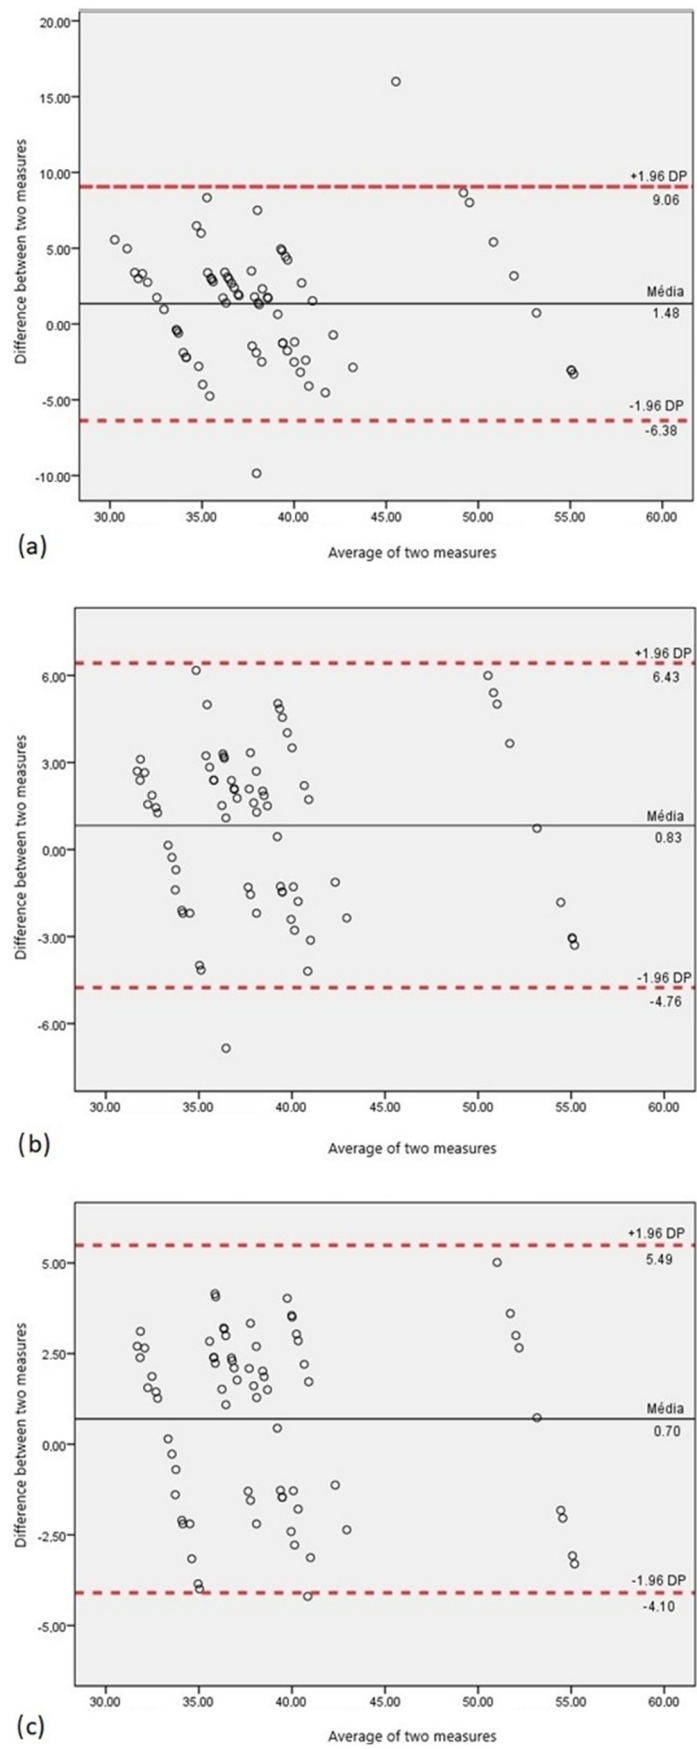 20.00
15.00
10.00
5.00
0.00
-5.00
-10.00
Difference between two measures
+1.96 DP
9.06
Média
1.48
-1.96 DP
-6.38
30.00 35.00 40.00 45.00 50.00 55.00 60.00
(a)
Average of two measures
6.00
3.00
0.00
-3.00
-6.00
Difference between two measures
+1.96 DP
6.43
Média
0.83
-1.96 DP
-4.76
30.00 35.00 40.00 45.00 50.00 55.00 60.00
(b)
Average of two measures
5.00
2.50
0.00
-2.50
-5.00
Difference between two measures
+1.96 DP
5.49
Média
0.70
-1.96 DP
-4.10
30.00 35.00 40.00 45.00 50.00 55.00 60.00
(c)
Average of two measures